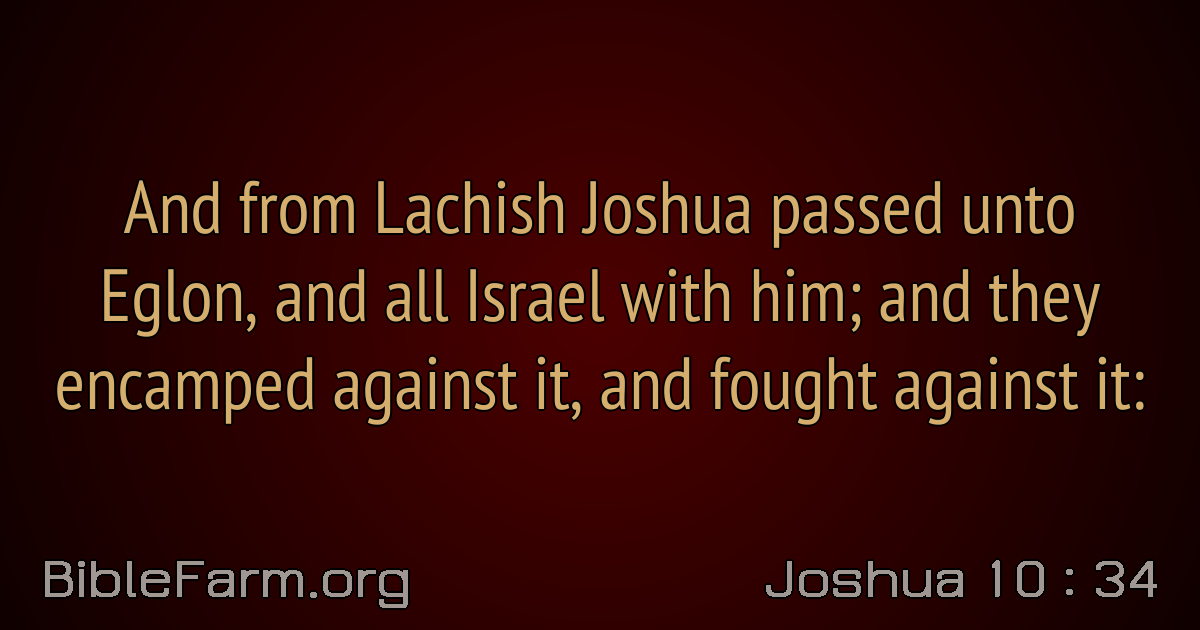 And from Lachish Joshua passed unto
Eglon, and all Israel with him; and they
encamped against it, and fought against it:
BibleFarm.org
Joshua 10 : 34